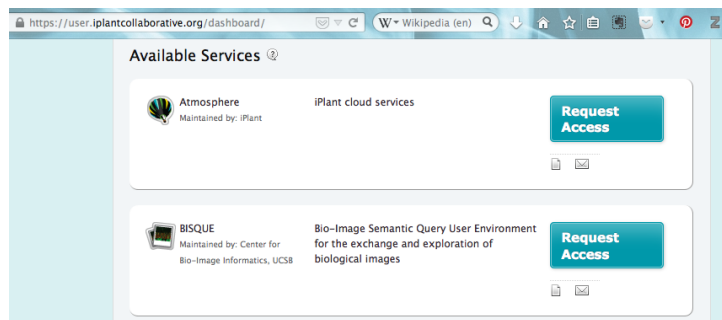 https://user.iplantcollaborative.org/dashboard/
W Wikipedia (en)
Available Services ?
Atmosphere
Maintained by: iPlant
iPlant cloud services
Request
Access
BISQUE
Maintained by: Center for
Bio-Image Informatics, UCSB
Bio-Image Semantic Query User Environment
for the exchange and exploration of
biological images
Request
Access